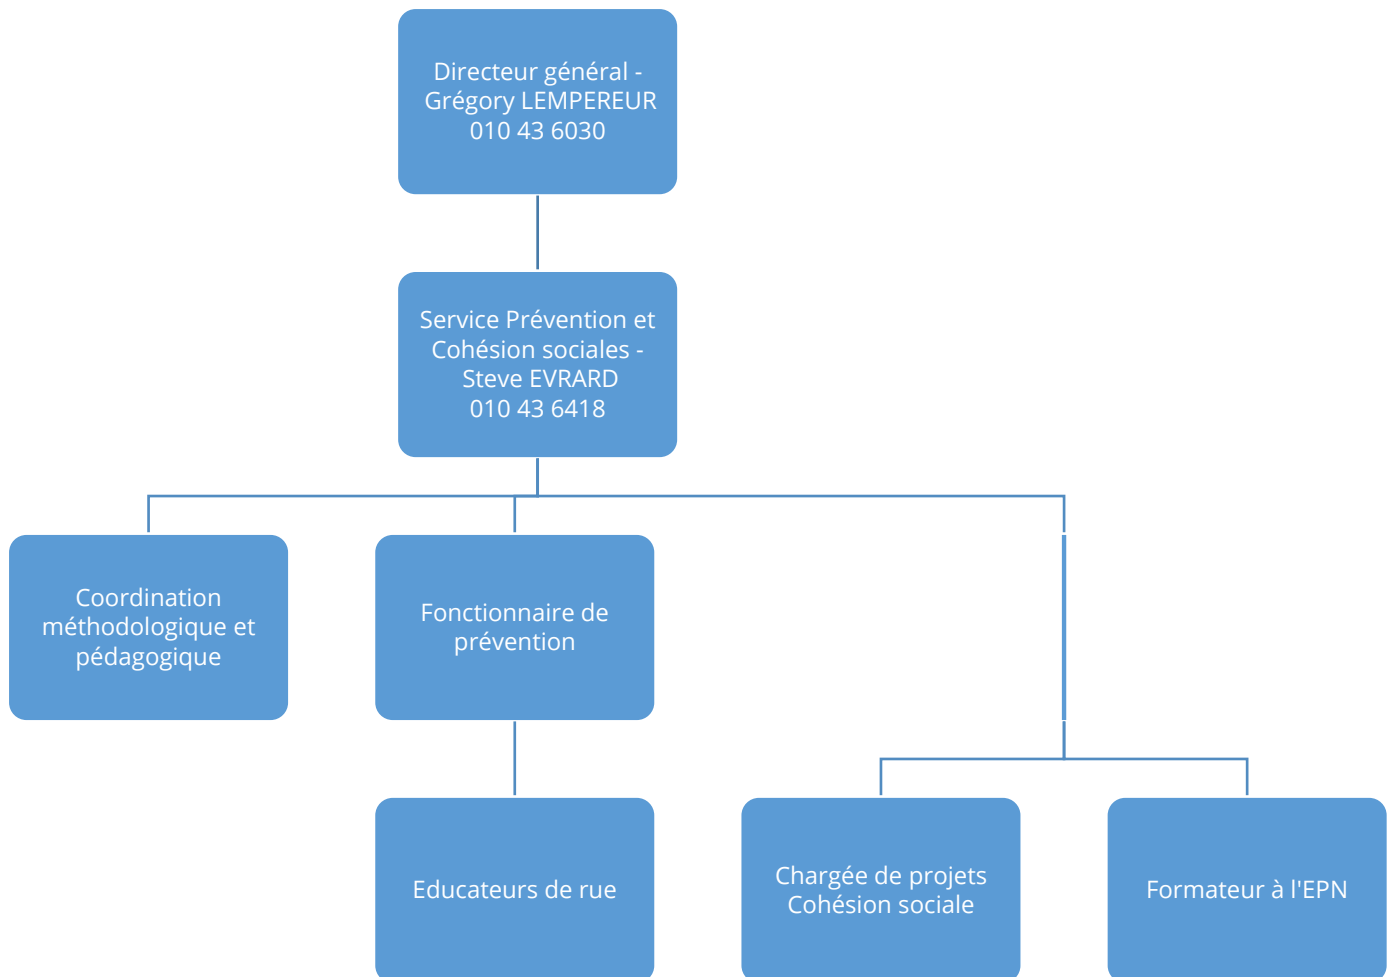 Directeur général -
Grégory LEMPEREUR
010 43 6030
Service Prévention et
Cohésion sociales -
Steve EVRARD
010 43 6418
Coordination
méthodologique et
pédagogique
Fonctionnaire de
prévention
Educateurs de rue
Chargée de projets
Cohésion sociale
Formateur à l'EPN